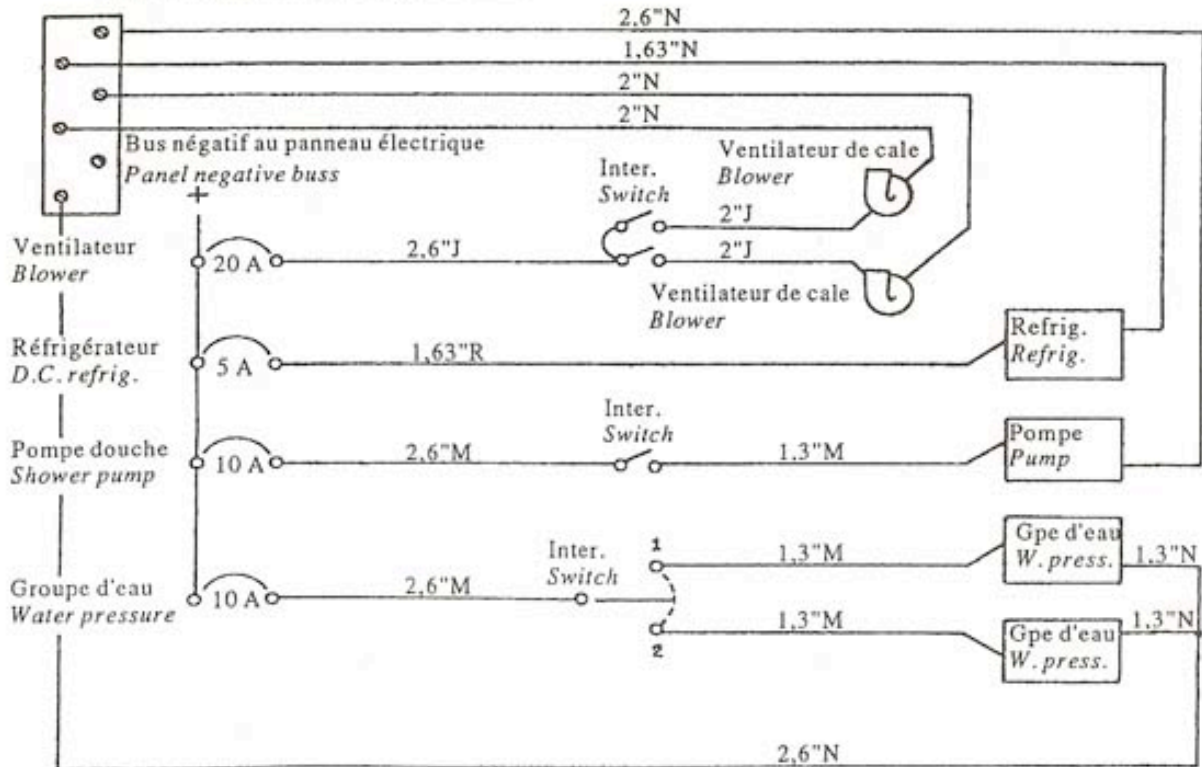 2,6"N
1,63"N
2"N
2"N
Bus négatif au panneau électrique
Panel negative buss
+
Ventilateur de cale
Blower
Inter.
Switch
2"J
Ventilateur
Blower
20 A
2,6"J
2"J
Ventilateur de cale
Blower
Réfrigérateur
D.C. refrig.
5 A
1,63"R
Refrig.
Refrig.
Inter.
Switch
Pompe douche
Shower pump
10 A
2,6"M
1.3"M
Pompe
Pump
Inter.
Switch
1
1,3"M
Gpe d'eau
W. press.
1.3"N
Groupe d'eau
Water pressure
10 A
2,6"M
2
1,3"M
Gpe d'eau
W. press.
1,3"N
2,6"N